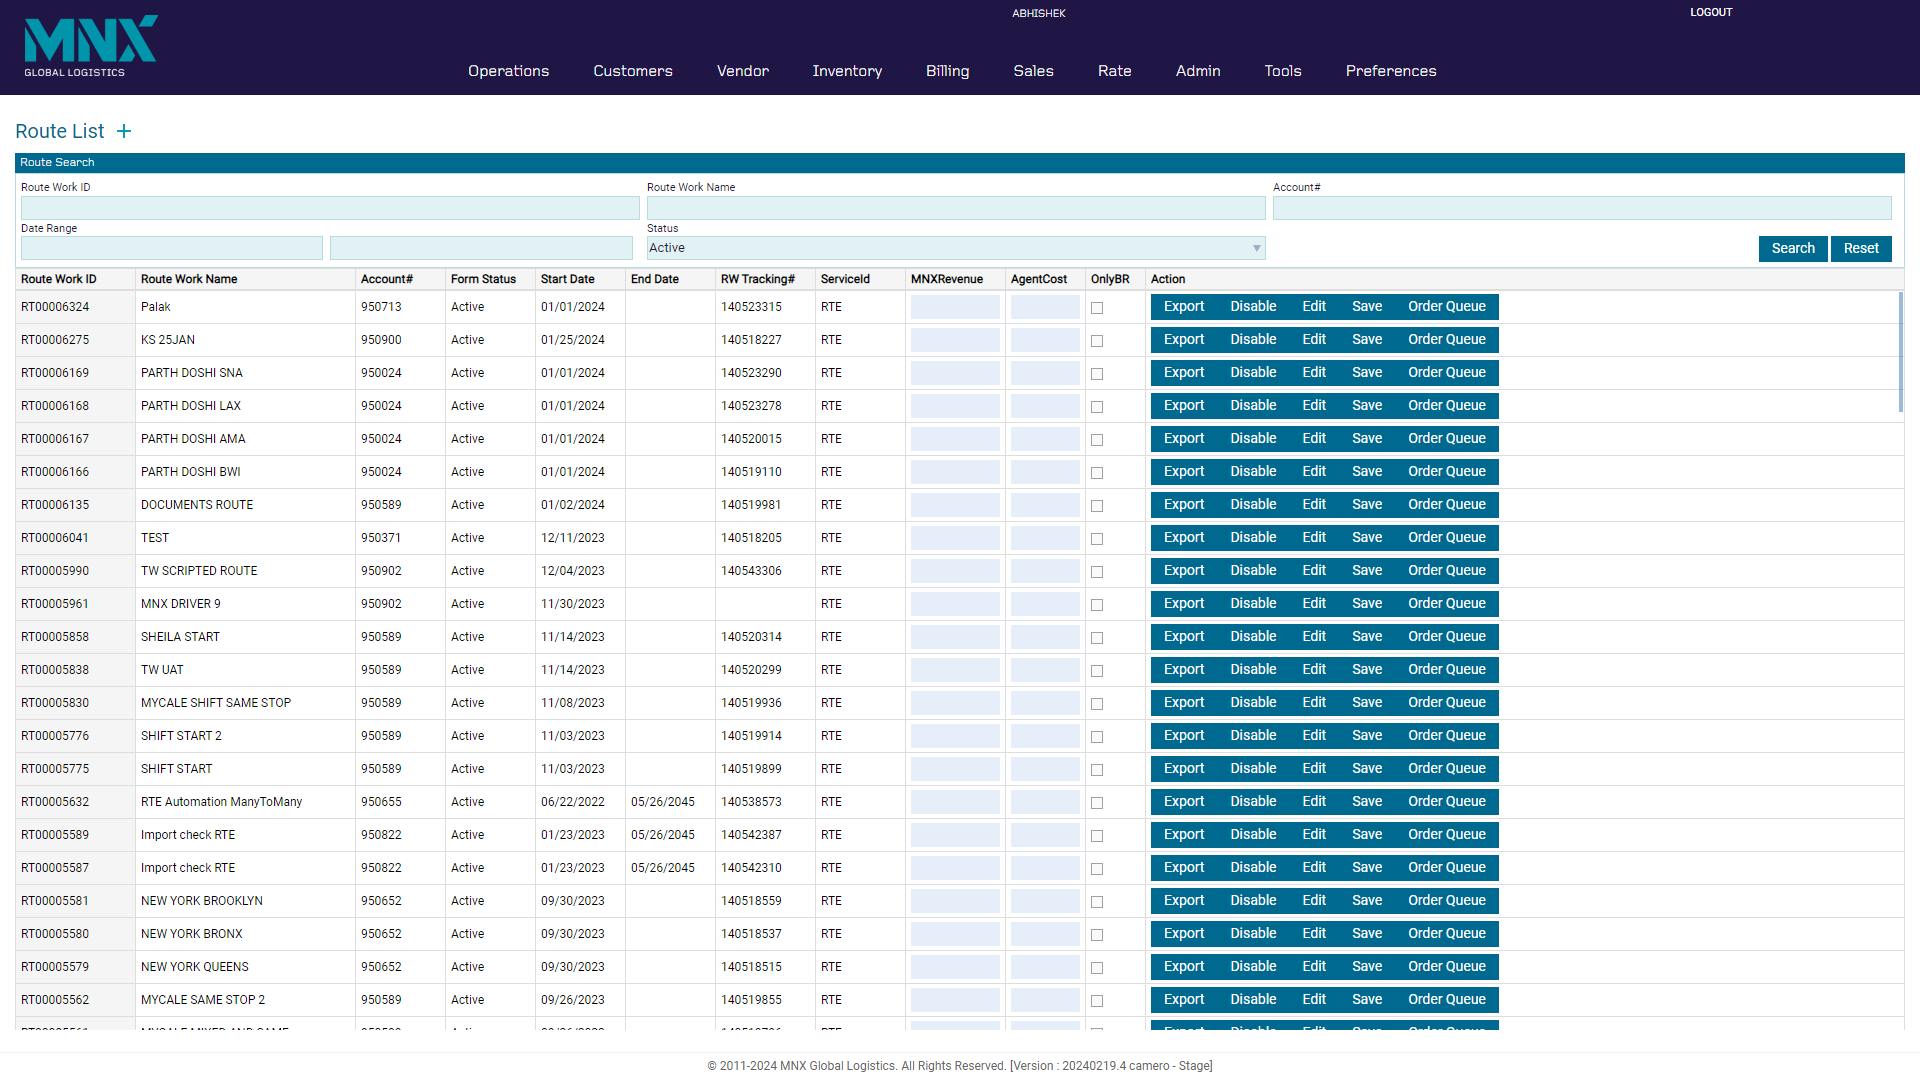 MNX
GLOBAL LOGISTICS
ABHISHEK
LOGOUT
Operations Customers Vendor Inventory Billing Sales Rate Admin Tools Preferences
Route List +
Route Search
Route Work ID Route Work Name Account#
Date Range Status
Active Search Reset
Route Work ID Route Work Name Account# Form Status Start Date End Date RW Tracking# ServiceId MNXRevenue AgentCost OnlyBR Action
RT00006324 Palak 950713 Active 01/01/2024 140523315 RTE Export Disable Edit Save Order Queue
RT00006275 KS 25JAN 950900 Active 01/25/2024 140518227 RTE Export Disable Edit Save Order Queue
RT00006169 PARTH DOSHI SNA 950024 Active 01/01/2024 140523290 RTE Export Disable Edit Save Order Queue
RT00006168 PARTH DOSHI LAX 950024 Active 01/01/2024 140523278 RTE Export Disable Edit Save Order Queue
RT00006167 PARTH DOSHI AMA 950024 Active 01/01/2024 140520015 RTE Export Disable Edit Save Order Queue
RT00006166 PARTH DOSHI BWI 950024 Active 01/01/2024 140519110 RTE Export Disable Edit Save Order Queue
RT00006135 DOCUMENTS ROUTE 950589 Active 01/02/2024 140519981 RTE Export Disable Edit Save Order Queue
RT00006041 TEST 950371 Active 12/11/2023 140518205 RTE Export Disable Edit Save Order Queue
RT00005990 TW SCRIPTED ROUTE 950902 Active 12/04/2023 140543306 RTE Export Disable Edit Save Order Queue
RT00005961 MNX DRIVER 9 950902 Active 11/30/2023 RTE Export Disable Edit Save Order Queue
RT00005858 SHEILA START 950589 Active 11/14/2023 140520314 RTE Export Disable Edit Save Order Queue
RT00005838 TW UAT 950589 Active 11/14/2023 140520299 RTE Export Disable Edit Save Order Queue
RT00005830 MYCALE SHIFT SAME STOP 950589 Active 11/08/2023 140519936 RTE Export Disable Edit Save Order Queue
RT00005776 SHIFT START 2 950589 Active 11/03/2023 140519914 RTE Export Disable Edit Save Order Queue
RT00005775 SHIFT START 950589 Active 11/03/2023 140519899 RTE Export Disable Edit Save Order Queue
RT00005632 RTE Automation ManyToMany 950655 Active 06/22/2022 05/26/2045 140538573 RTE Export Disable Edit Save Order Queue
RT00005589 Import check RTE 950822 Active 01/23/2023 05/26/2045 140542387 RTE Export Disable Edit Save Order Queue
RT00005587 Import check RTE 950822 Active 01/23/2023 05/26/2045 140542310 RTE Export Disable Edit Save Order Queue
RT00005581 NEW YORK BROOKLYN 950652 Active 09/30/2023 140518559 RTE Export Disable Edit Save Order Queue
RT00005580 NEW YORK BRONX 950652 Active 09/30/2023 140518537 RTE Export Disable Edit Save Order Queue
RT00005579 NEW YORK QUEENS 950652 Active 09/30/2023 140518515 RTE Export Disable Edit Save Order Queue
RT00005562 MYCALE SAME STOP 2 950589 Active 09/26/2023 140519855 RTE Export Disable Edit Save Order Queue
Export Disable Edit Save Order Queue
© 2011-2024 MNX Global Logistics. All Rights Reserved. [Version : 20240219.4 camero - Stage]